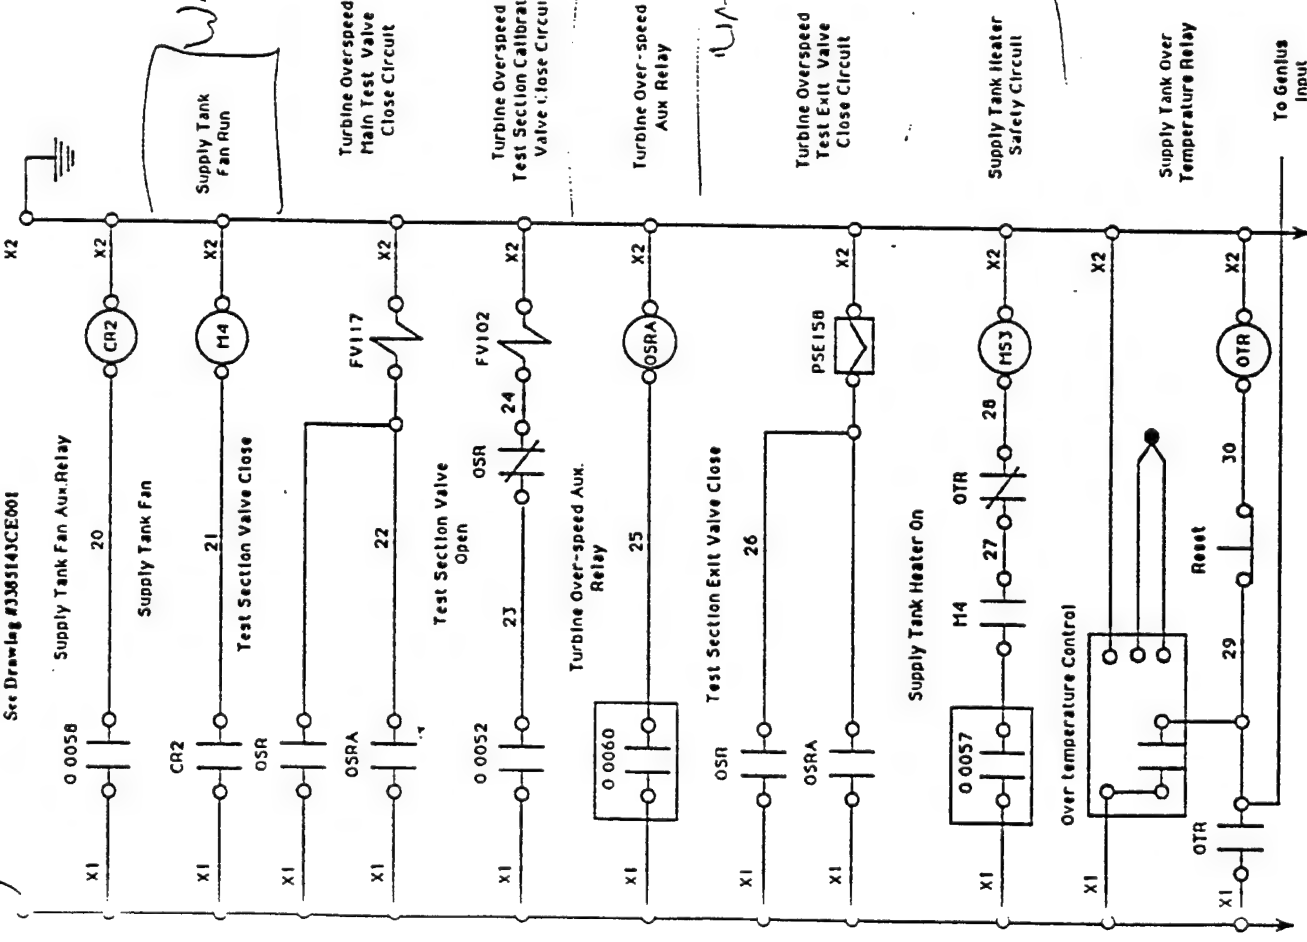 See Drawing #3385143CE001
X2
Supply Tank Fan Aux. Relay
X1
0 0058
20
CR2
X2
Supply Tank Fan
X1
CR2
21
M4
X2
Supply Tank
Fan Run
Test Section Valve Close
X1
OSR
X1
OSRA
22
FV117
X2
Turbine Overspeed
Main Test Valve
Close Circuit
Test Section Valve
Open
X1
0 0052
23
OSR
24
FV102
X2
Turbine Overspeed
Test Section Calibrat
Valve Close Circui
Turbine Over-speed Aux.
Relay
X1
0 0060
25
OSRA
X2
Turbine Over-speed
Aux Relay
Test Section Exit Valve Close
X1
OSR
26
X1
OSRA
PSE158
X2
Turbine Overspeed
Test Exit Valve
Close Circuit
Supply Tank Heater On
X1
0 0057
M4
27
OTR
28
MS3
X2
Supply Tank Heater
Safety Circuit
Over temperature Control
X1
X2
Supply Tank Over
Temperature Relay
X1
OTR
29
Reset
30
OTR
X2
To Genius
Input